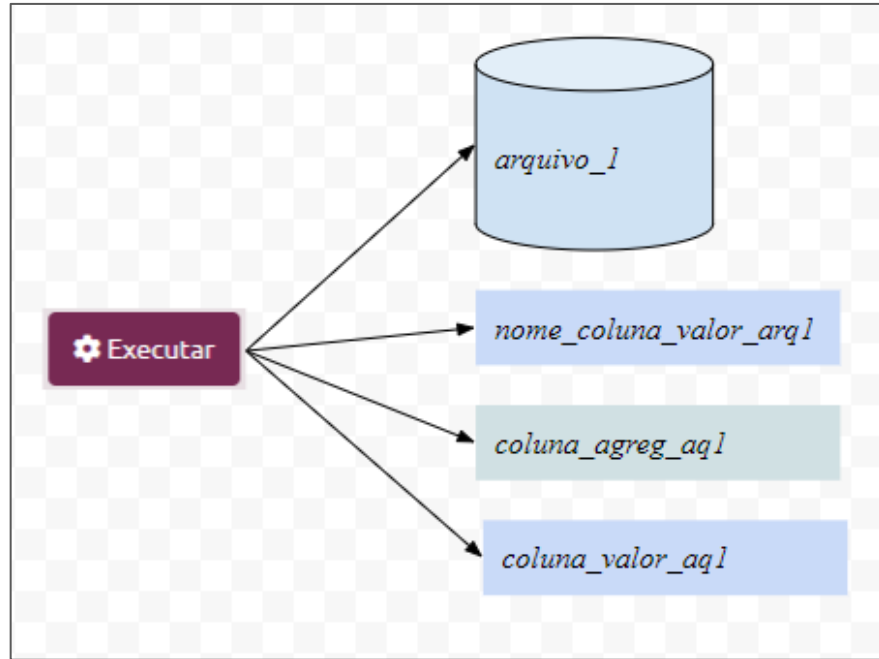 arquivo_1
nome_coluna_valor_arq1
Executar
coluna_agreg_aq1
coluna_valor_aq1